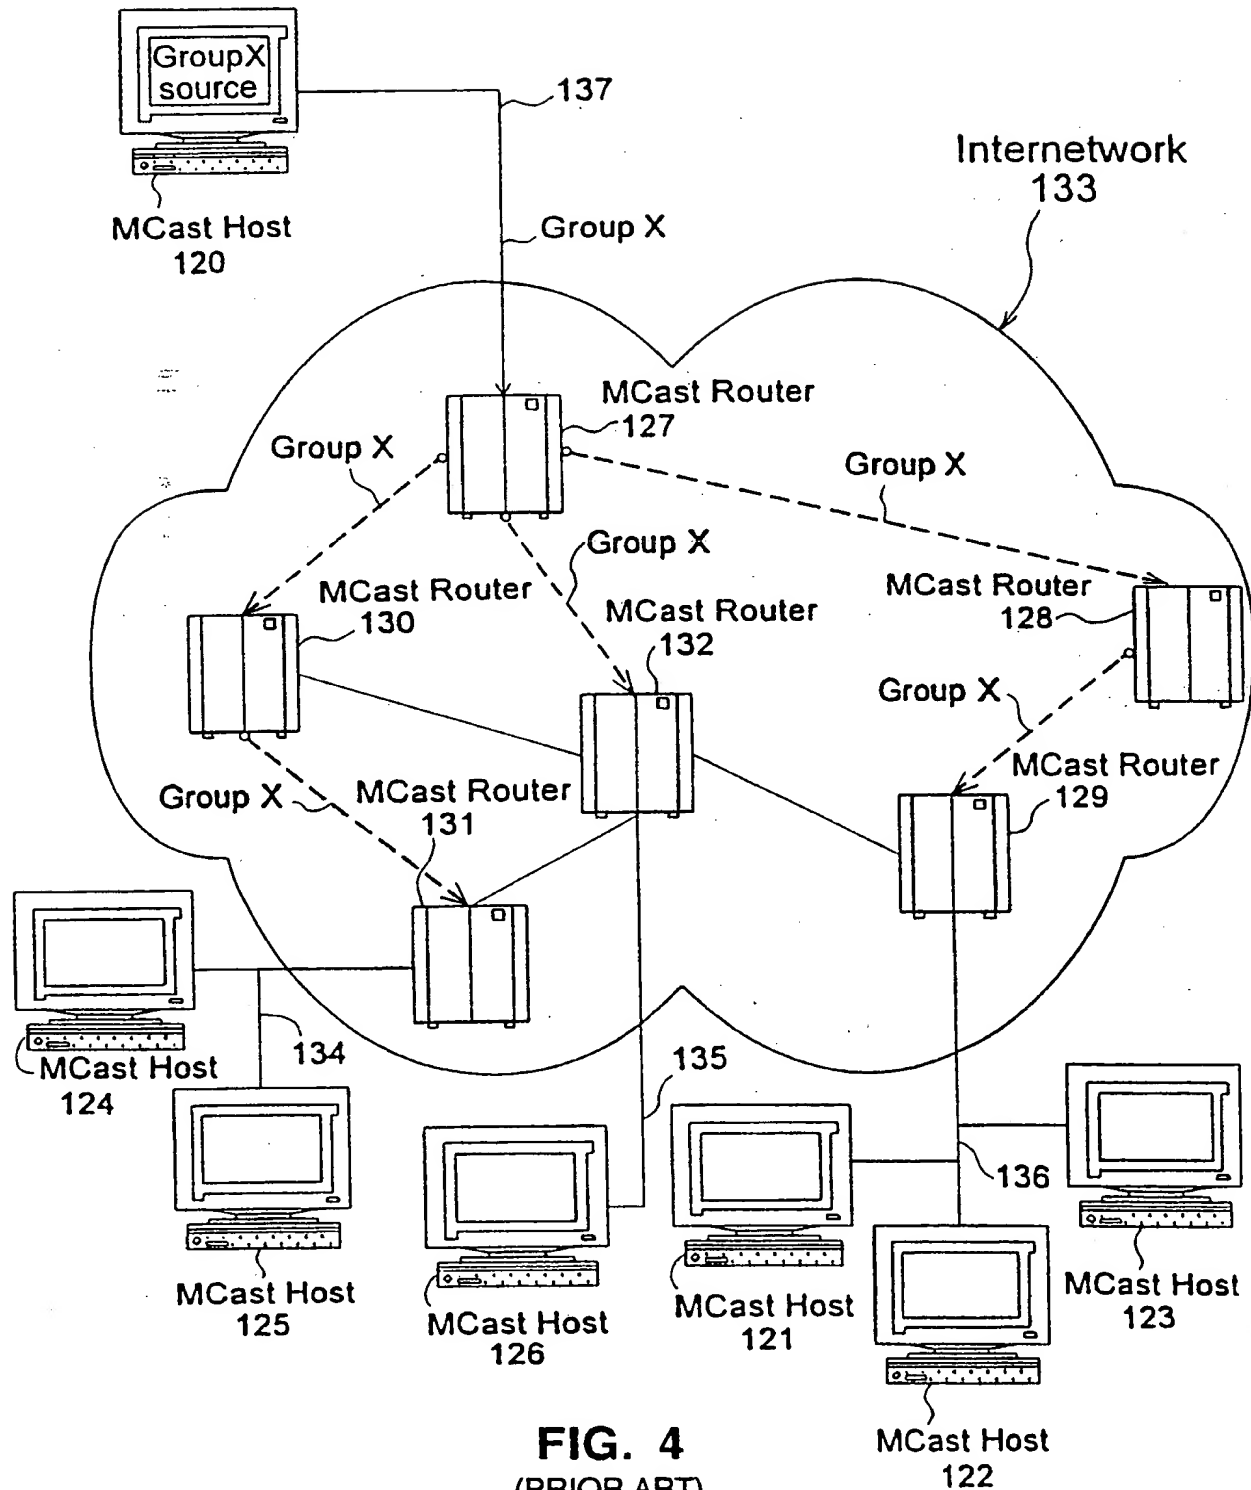 GroupX
source
137
Internetwork
133
MCast Host
120
Group X
MCast Router
127
Group X
Group X
Group X
MCast Router
130
MCast Router
132
MCast Router
128
Group X
MCast Router
129
Group X
MCast Router
131
MCast Host
124
134
135
136
MCast Host
125
MCast Host
126
MCast Host
121
MCast Host
123
MCast Host
122
FIG. 4
(PRIOR ART)